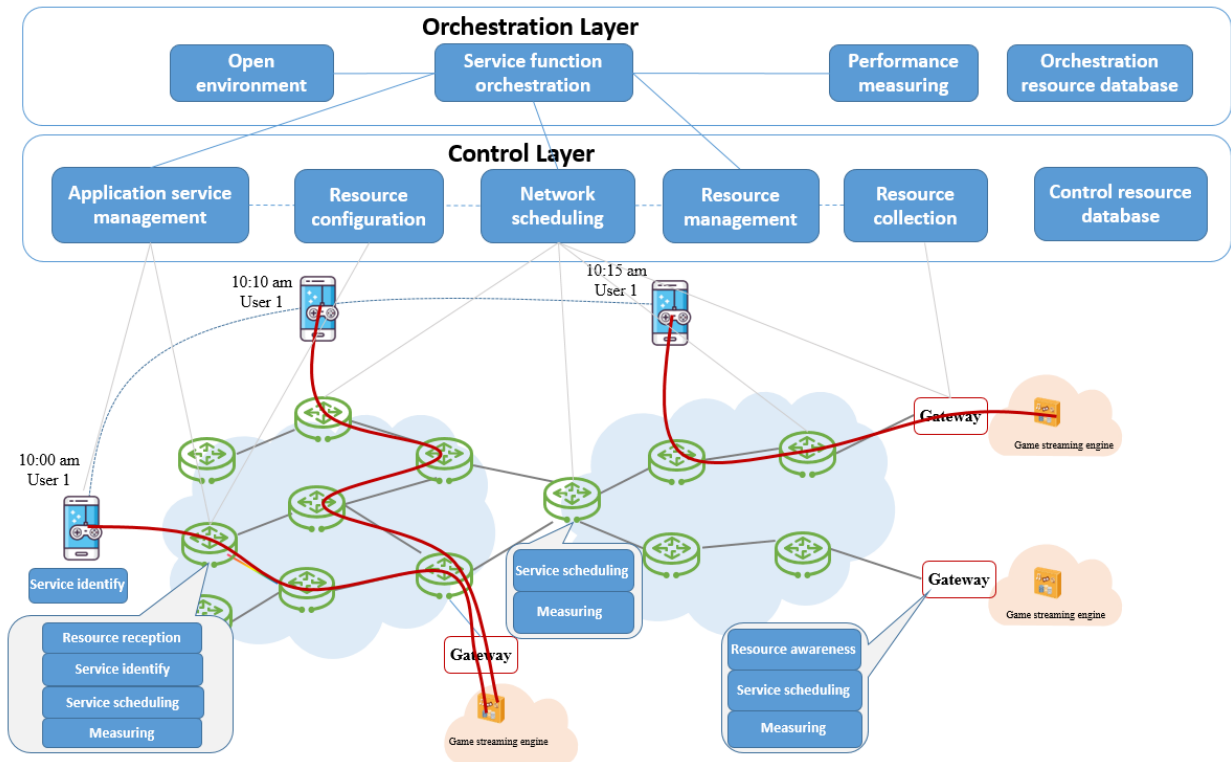 Orchestration Layer
Open
environment
Service function
orchestration
Performance
measuring
Orchestration
resource database
Control Layer
Application service
management
Resource
configuration
Network
scheduling
Resource
management
Resource
collection
Control resource
database
10:10 am
User 1
10:15 am
User 1
10:00 am
User 1
Gateway
Game streaming engine
Service identify
Resource reception
Service identify
Service scheduling
Measuring
Service scheduling
Measuring
Gateway
Game streaming engine
Gateway
Game streaming engine
Resource awareness
Service scheduling
Measuring